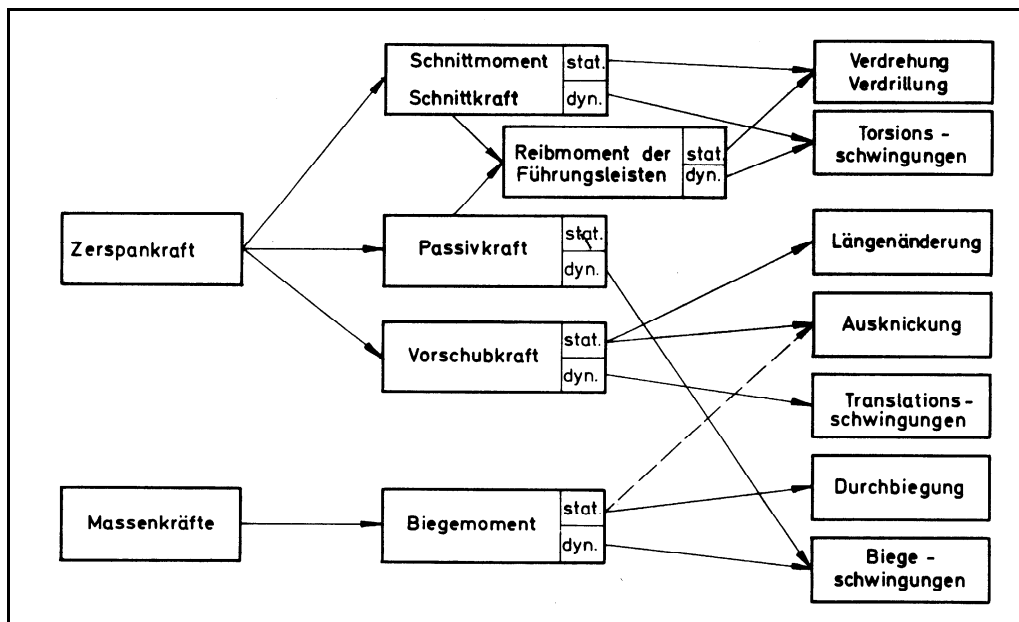 Schnittmoment
Schnittkraft
stat.
dyn.
Verdrehung
Verdrillung
Reibmoment der
Führungsleisten
stat.
dyn.
Torsions -
schwingungen
Zerspankraft
Passivkraft
stat.
dyn.
Längenänderung
Vorschubkraft
stat.
dyn.
Ausknickung
Translations -
schwingungen
Massenkräfte
Biegemoment
stat.
dyn.
Durchbiegung
Biege -
schwingungen